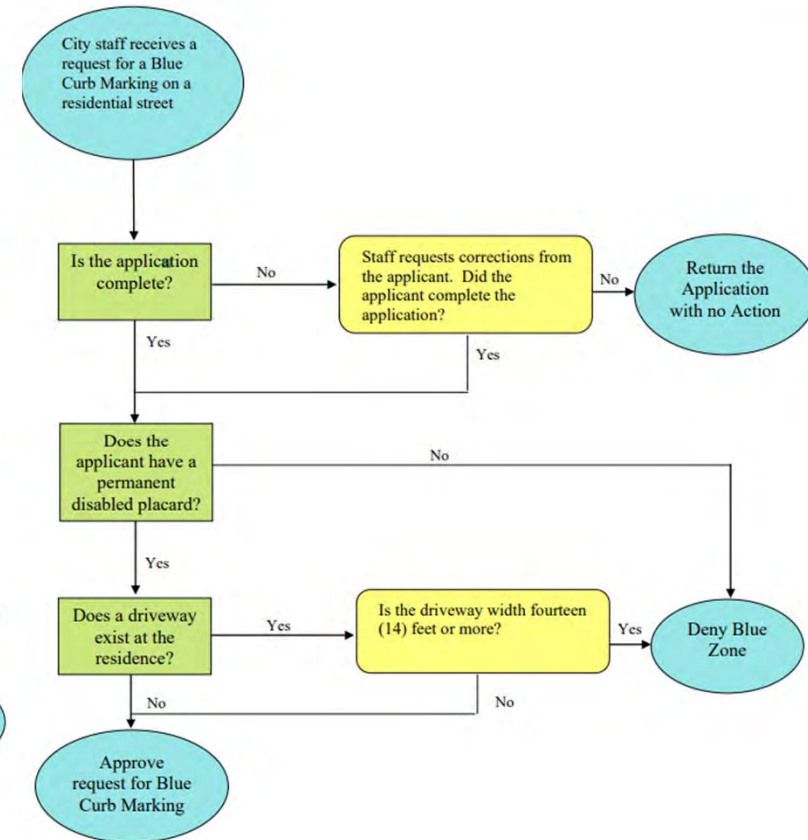 City staff receives a
request for a Blue
Curb Marking on a
residential street
Is the application
complete?
No
Staff requests corrections from
the applicant. Did the
applicant complete the
application?
No
Return the
Application
with no Action
Yes
Yes
Does the
applicant have a
permanent
disabled placard?
No
Yes
Does a driveway
exist at the
residence?
Yes
Is the driveway width fourteen
(14) feet or more?
Yes
Deny Blue
Zone
No
No
Approve
request for Blue
Curb Marking